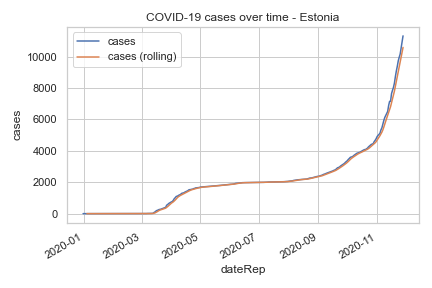 COVID-19 cases over time - Estonia
cases
cases (rolling)
10000
8000
6000
4000
2000
0
cases
2020-01
2020-03
2020-05
2020-07
2020-09
2020-11
dateRep